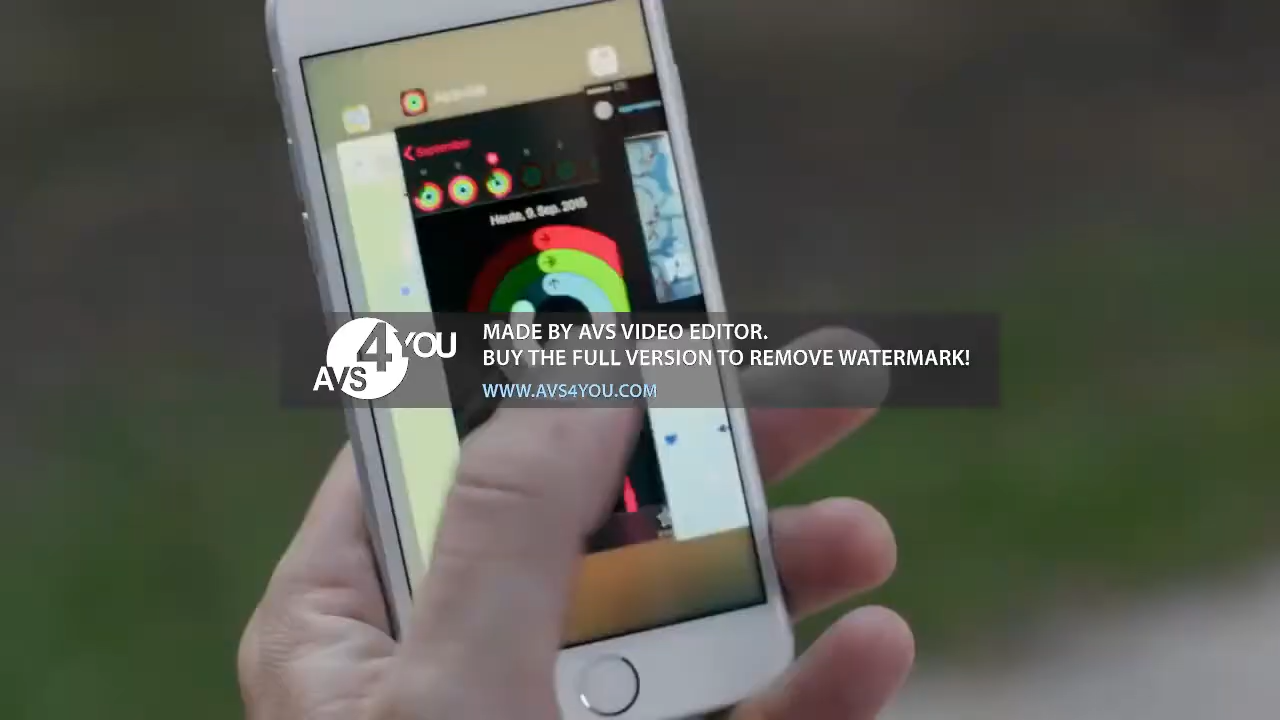 September
Heute, 9. Sep. 2015
AVS4YOU
MADE BY AVS VIDEO EDITOR.
BUY THE FULL VERSION TO REMOVE WATERMARK!
WWW.AVS4YOU.COM